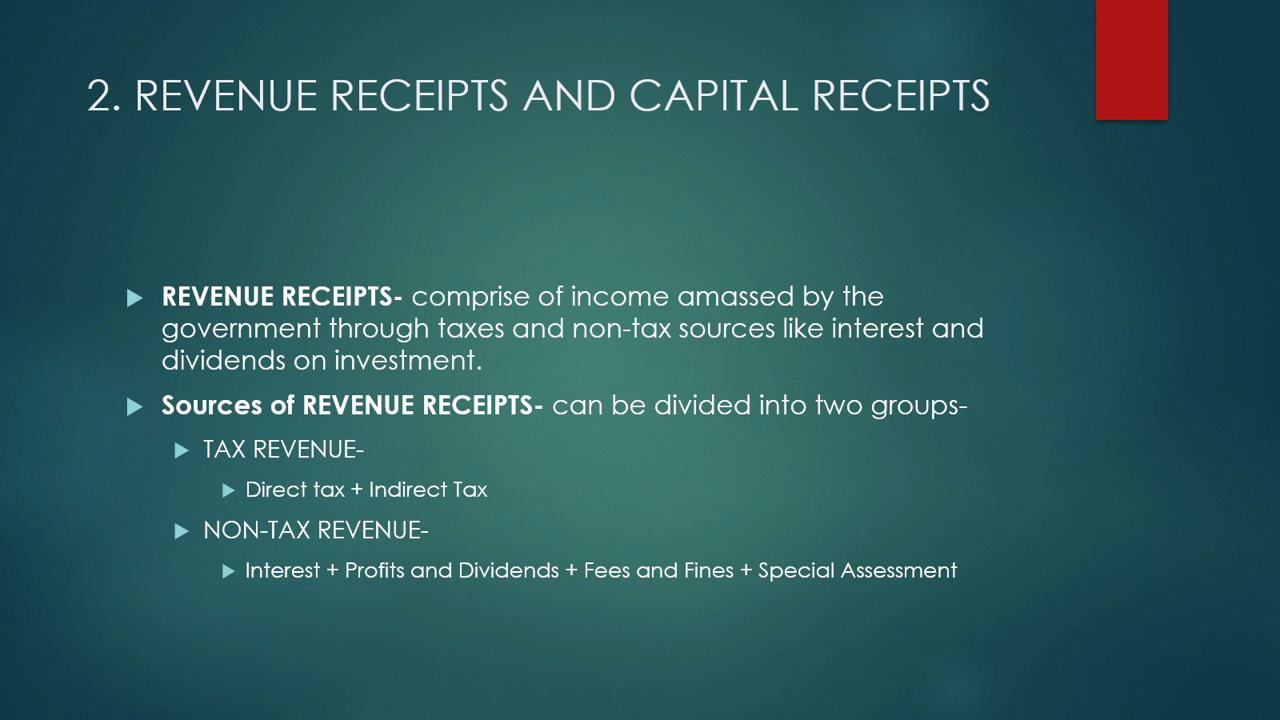 2. REVENUE RECEIPTS AND CAPITAL RECEIPTS
REVENUE RECEIPTS- comprise of income amassed by the
government through taxes and non-tax sources like interest and
dividends on investment.
Sources of REVENUE RECEIPTS- can be divided into two groups-
TAX REVENUE-
Direct tax + Indirect Tax
NON-TAX REVENUE-
Interest + Profits and Dividends + Fees and Fines + Special Assessment